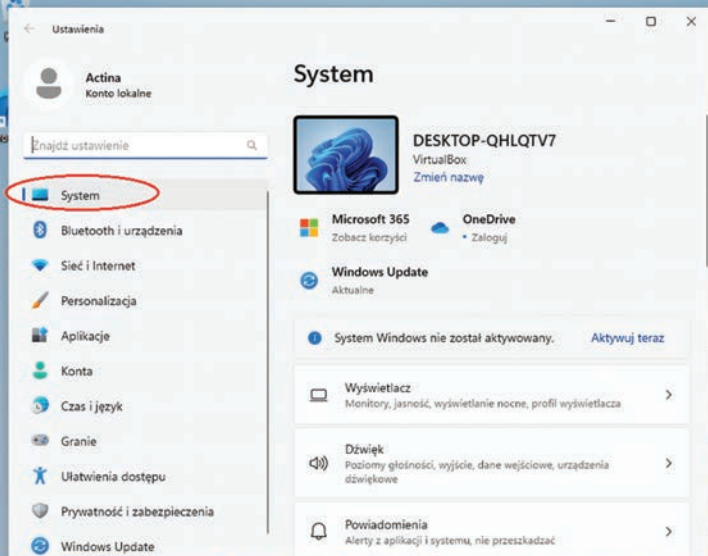 Ustawienia
Actina
Konto lokalne
Znajdź ustawienie
System
Bluetooth i urządzenia
Sieć i Internet
Personalizacja
Aplikacje
Konta
Czas i język
Granie
Ułatwienia dostępu
Prywatność i zabezpieczenia
Windows Update
System
DESKTOP-QHLQTV7
VirtualBox
Zmień nazwę
Microsoft 365
Zobacz korzyści
OneDrive
• Zaloguj
Windows Update
Aktualne
System Windows nie został aktywowany. Aktywuj teraz
Wyświetlacz
Monitory, jasność, wyświetlanie nocne, profil wyświetlacza
Dźwięk
Poziomy głośności, wyjście, dane wejściowe, urządzenia
dźwiękowe
Powiadomienia
Alerty z aplikacji i systemu, nie przeszkadzać